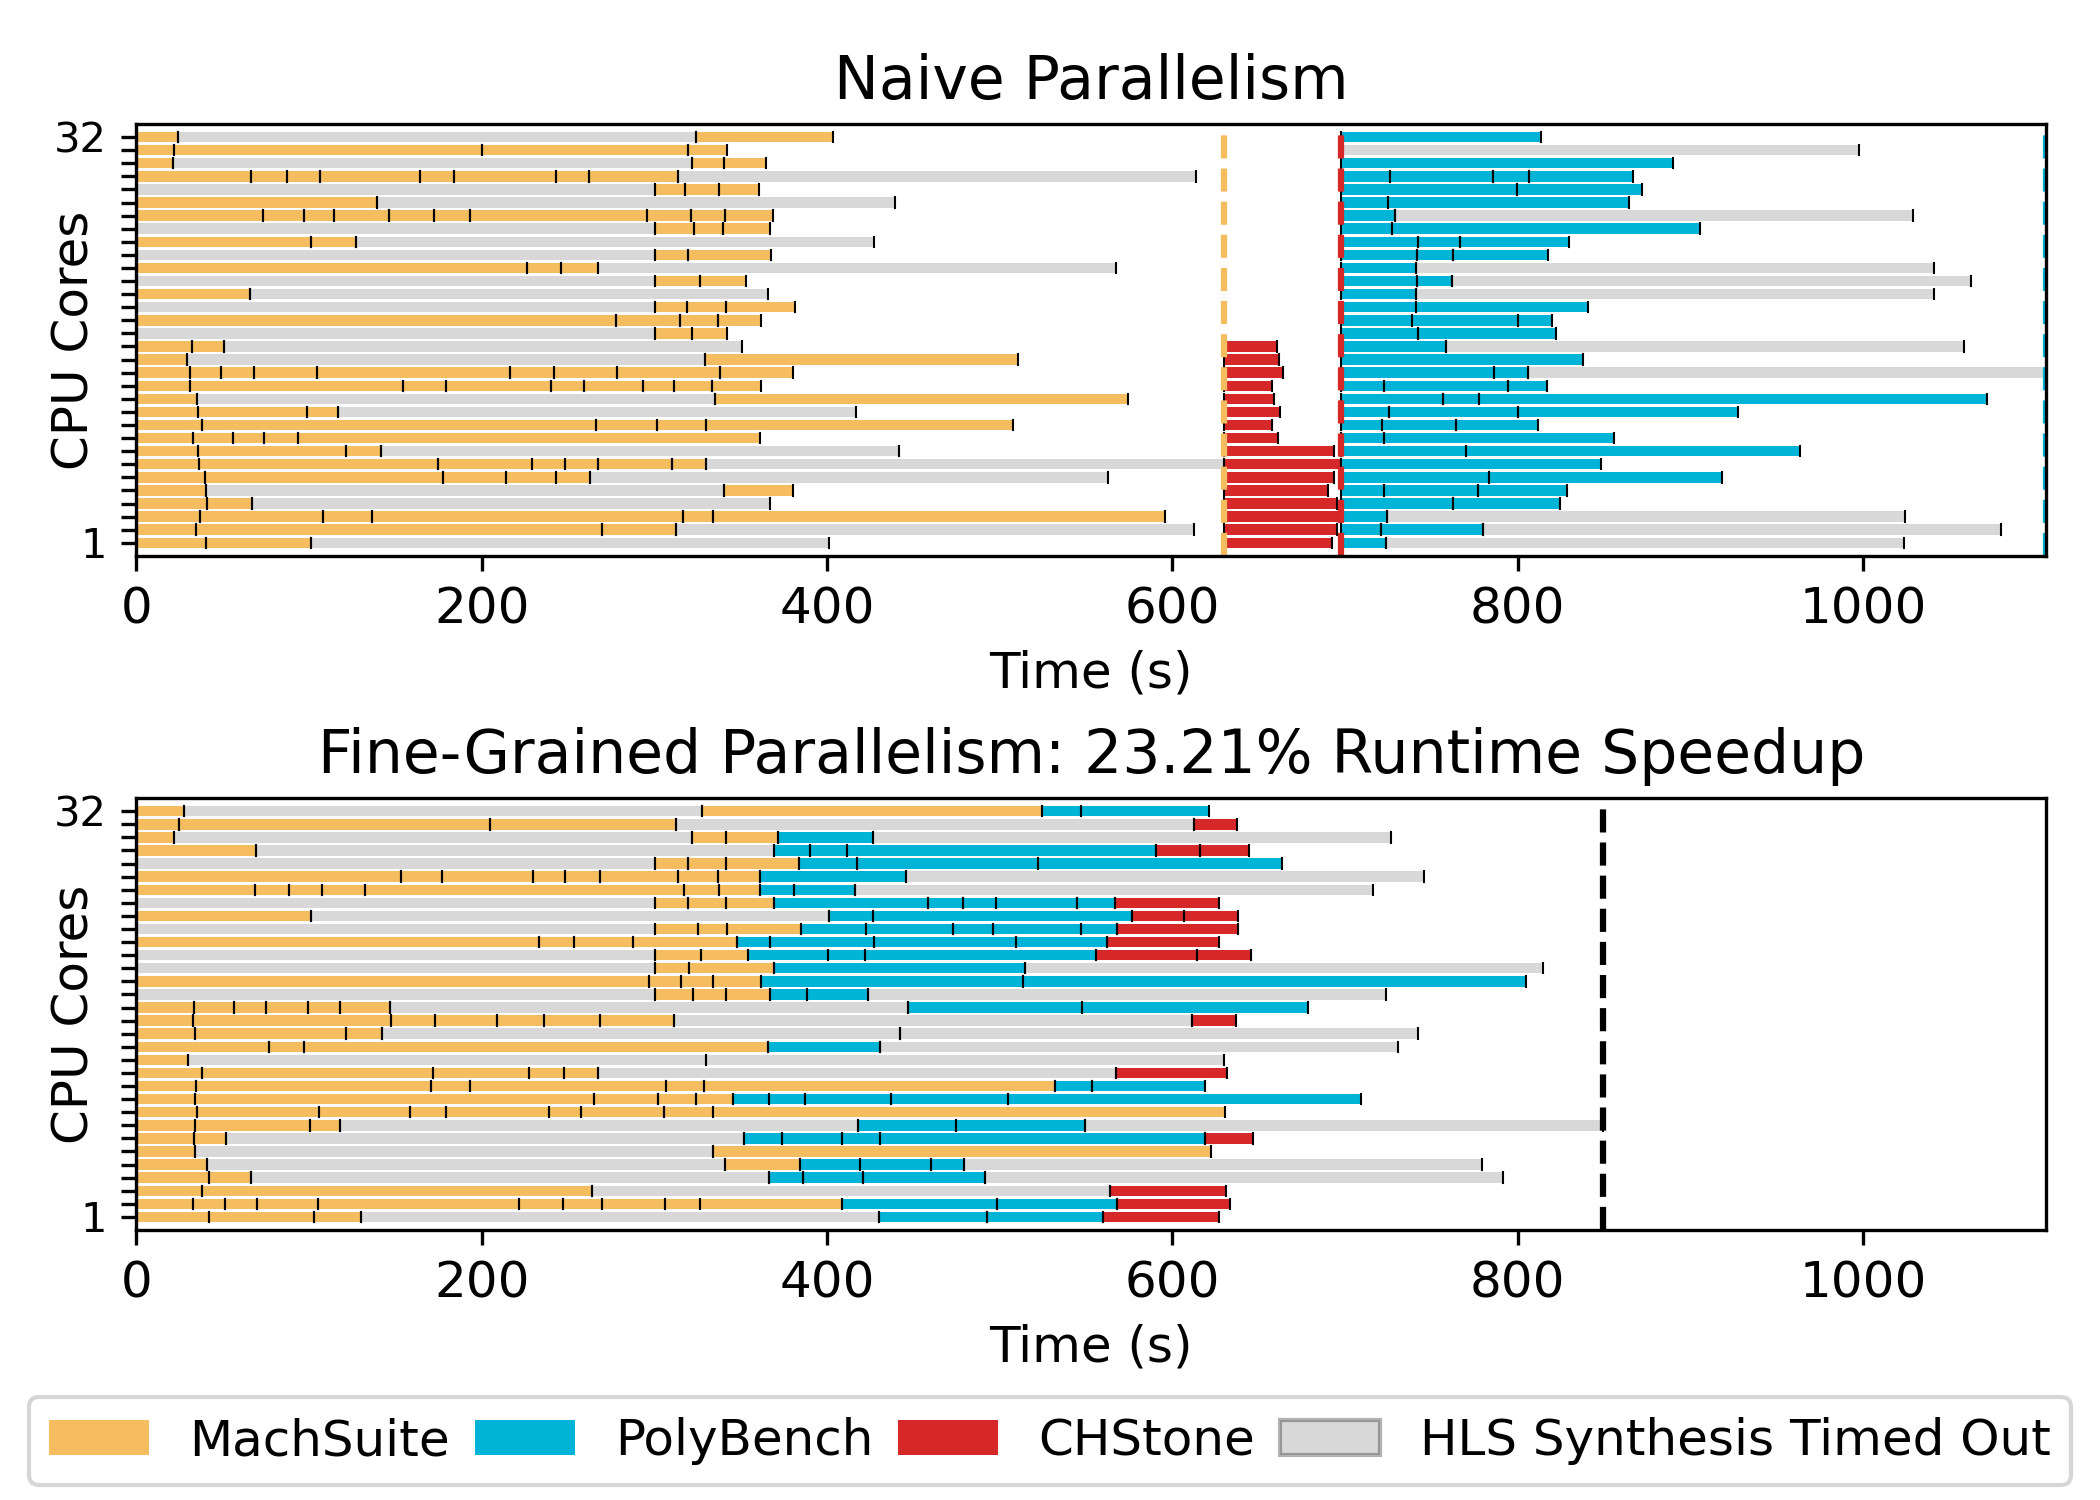 Naive Parallelism
32
CPU Cores
1
0 200 400 600 800 1000
Time (s)
Fine-Grained Parallelism: 23.21% Runtime Speedup
32
CPU Cores
1
0 200 400 600 800 1000
Time (s)
MachSuite PolyBench CHStone HLS Synthesis Timed Out